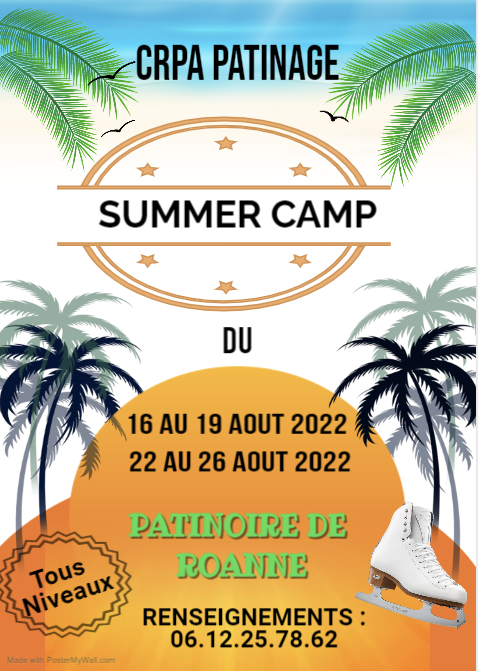 CRPA PATINAGE
SUMMER CAMP
DU
16 AU 19 AOUT 2022
22 AU 26 AOUT 2022
PATINOIRE DE
ROANNE
Tous
Niveaux
RENSEIGNEMENTS :
06.12.25.78.62
Made with PosterMyWall.com